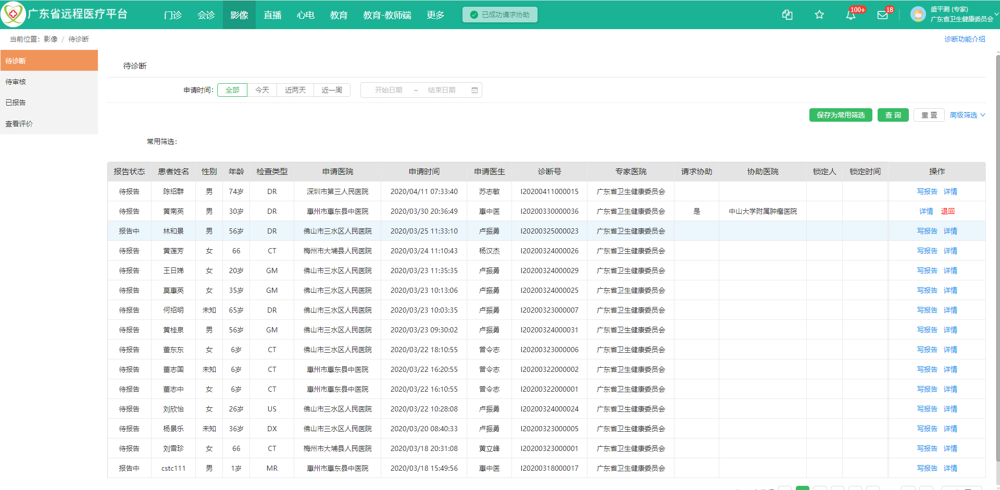 广东省远程医疗平台 门诊 会诊 影像 直播 心电 教育 教育-教师端 更多 已成功请求协助 100+ 18 盛平测 (专家)
广东省卫生健康委员会
当前位置: 影像 / 待诊断 诊断功能介绍
待诊断
待审核
已报告
查看评价
待诊断
申请时间: 全部 今天 近两天 近一周 开始日期 ~ 结束日期
保存为常用筛选 查 询 重 置 高级筛选
常用筛选:
报告状态 患者姓名 性别 年龄 检查类型 申请医院 申请时间 申请医生 诊断号 专家医院 请求协助 协助医院 锁定人 锁定时间 操作
待报告 陈绍群 男 74岁 DR 深圳市第三人民医院 2020/04/11 07:33:40 苏志敏 I20200411000015 广东省卫生健康委员会 写报告 详情
待报告 黄南英 男 30岁 DR 惠州市惠东县中医院 2020/03/30 20:36:49 惠中医 I20200330000036 广东省卫生健康委员会 是 中山大学附属肿瘤医院 详情 退回
报告中 林和景 男 56岁 DR 佛山市三水区人民医院 2020/03/25 11:33:10 卢振勇 I20200325000023 广东省卫生健康委员会 写报告 详情
待报告 黄莲芳 女 66 CT 梅州市大埔县人民医院 2020/03/24 11:10:43 杨汉杰 I20200324000026 广东省卫生健康委员会 写报告 详情
待报告 王日娣 女 20岁 GM 佛山市三水区人民医院 2020/03/23 11:35:35 卢振勇 I20200324000029 广东省卫生健康委员会 写报告 详情
待报告 莫惠英 女 35岁 GM 佛山市三水区人民医院 2020/03/23 10:13:06 卢振勇 I20200324000025 广东省卫生健康委员会 写报告 详情
待报告 何绍明 未知 65岁 DR 佛山市三水区人民医院 2020/03/23 10:03:35 卢振勇 I20200323000007 广东省卫生健康委员会 写报告 详情
待报告 黄桂泉 男 56岁 GM 佛山市三水区人民医院 2020/03/23 09:30:02 卢振勇 I20200324000031 广东省卫生健康委员会 写报告 详情
待报告 董东东 女 6岁 CT 佛山市三水区人民医院 2020/03/22 18:10:55 曾令志 I20200323000006 广东省卫生健康委员会 写报告 详情
待报告 董志国 未知 6岁 CT 惠州市惠东县中医院 2020/03/22 16:20:55 曾令志 I20200322000002 广东省卫生健康委员会 写报告 详情
待报告 董志中 女 6岁 CT 惠州市惠东县中医院 2020/03/22 16:10:55 曾令志 I20200322000001 广东省卫生健康委员会 写报告 详情
待报告 刘欣怡 女 26岁 US 佛山市三水区人民医院 2020/03/22 10:28:08 卢振勇 I20200324000024 广东省卫生健康委员会 写报告 详情
待报告 杨景乐 未知 36岁 DX 佛山市三水区人民医院 2020/03/20 08:40:33 卢振勇 I20200323000005 广东省卫生健康委员会 写报告 详情
待报告 刘雪珍 女 66 CT 梅州市大埔县人民医院 2020/03/18 20:31:08 黄立峰 I20200323000001 广东省卫生健康委员会 写报告 详情
报告中 cstc111 男 1岁 MR 惠州市惠东县中医院 2020/03/18 15:49:56 惠中医 I20200318000017 广东省卫生健康委员会 写报告 详情